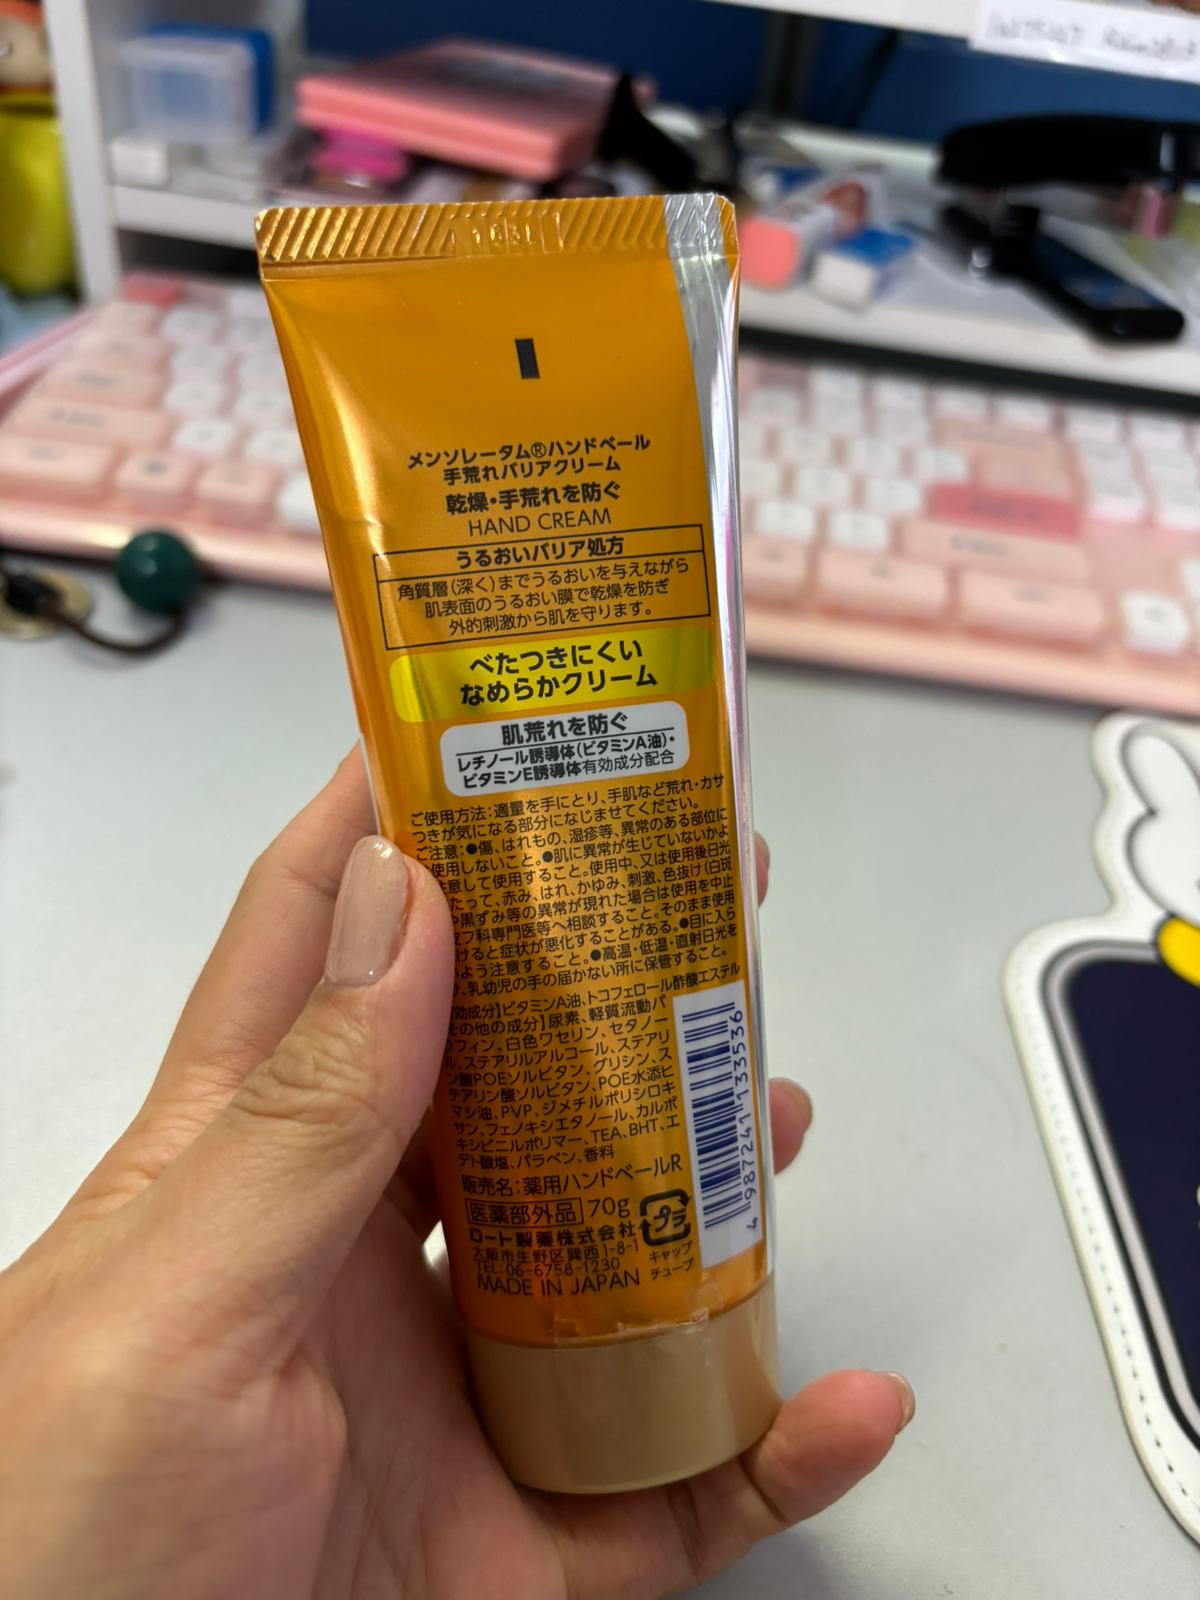 メンソレータム®ハンドベール
手荒れバリアクリーム
乾燥・手荒れを防ぐ
HAND CREAM
うるおいバリア処方
角質層(深く)までうるおいを与えながら
肌表面のうるおい膜で乾燥を防ぎ
外的刺激から肌を守ります。
べたつきにくい
なめらかクリーム
肌荒れを防ぐ
レチノール誘導体(ビタミンA油)・
ビタミンE誘導体有効成分配合
ご使用方法:適量を手にとり、手肌など荒れ・カサ
つきが気になる部分になじませてください。
ご注意:●傷、はれもの、湿疹等、異常のある部位に
は使用しないこと。●肌に異常が生じていないかよ
注意して使用すること。使用中、又は使用後日光
たって、赤み、はれ、かゆみ、刺激、色抜け(白斑
や黒ずみ等の異常が現れた場合は使用を中止
皮フ科専門医等へ相談すること。そのまま使用
けると症状が悪化することがある。●目に入ら
よう注意すること。●高温・低温・直射日光を
、乳幼児の手の届かない所に保管すること。
効成分】ビタミンA油、トコフェロール酢酸エステル
その他の成分】尿素、軽質流動パ
ラフィン、白色ワセリン、セタノー
ル、ステアリルアルコール、ステアリ
ン酸POEソルビタン、グリシン、ス
テアリン酸ソルビタン、POE水添ヒ
マシ油、PVP、ジメチルポリシロキ
サン、フェノキシエタノール、カルボ
キシビニルポリマー、TEA、BHT、エ
デト酸塩、パラベン、香料
販売名:薬用ハンドベールR
医薬部外品 70g
ロート製薬株式会社
大阪市生野区巽西1-8-1
TEL:06-6758-1230
MADE IN JAPAN
プラ
キャップ
チューブ
4 987241 133536